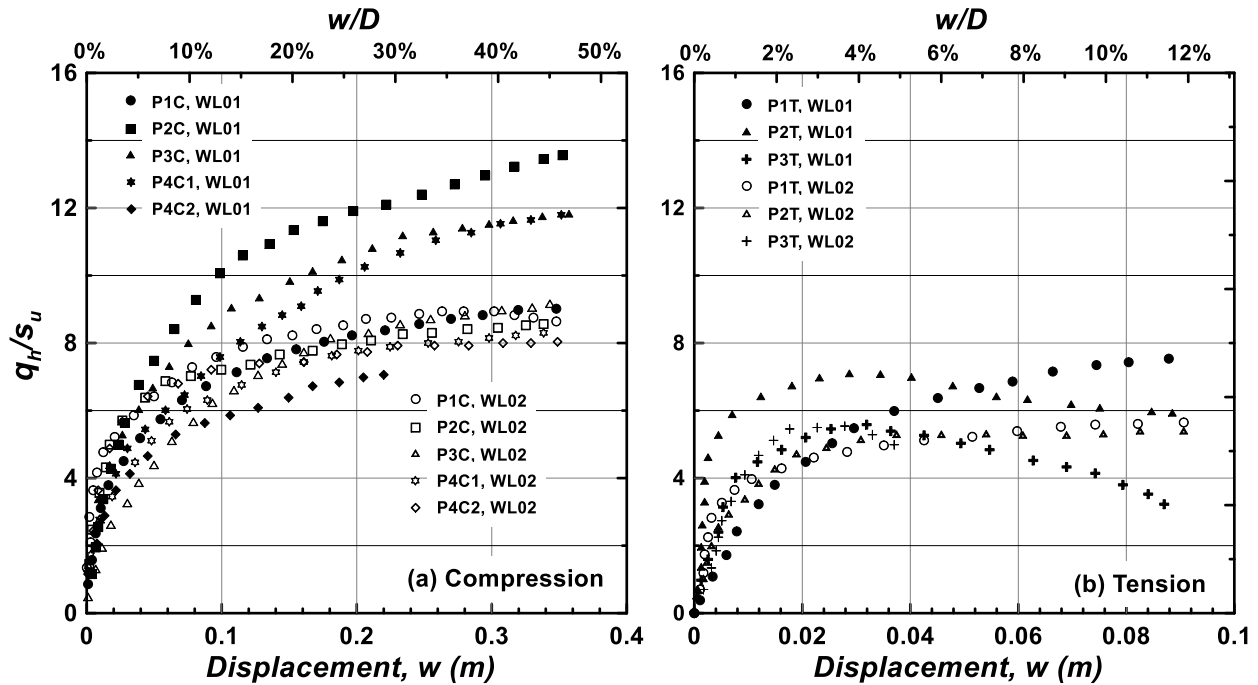 w/D
0% 10% 20% 30% 40% 50%
16
12
8
4
0
q_h/s_u
P1C, WL01
P2C, WL01
P3C, WL01
P4C1, WL01
P4C2, WL01
P1C, WL02
P2C, WL02
P3C, WL02
P4C1, WL02
P4C2, WL02
(a) Compression
0 0.1 0.2 0.3 0.4
Displacement, w (m)
w/D
0% 2% 4% 6% 8% 10% 12%
16
12
8
4
0
P1T, WL01
P2T, WL01
P3T, WL01
P1T, WL02
P2T, WL02
P3T, WL02
(b) Tension
0 0.02 0.04 0.06 0.08 0.1
Displacement, w (m)